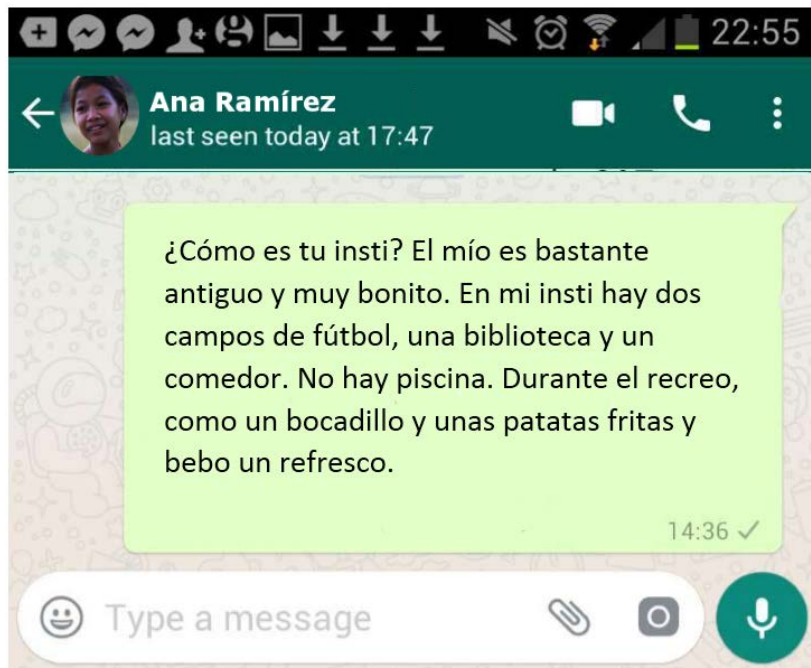 22:55
Ana Ramírez
last seen today at 17:47
¿Cómo es tu insti? El mío es bastante
antiguo y muy bonito. En mi insti hay dos
campos de fútbol, una biblioteca y un
comedor. No hay piscina. Durante el recreo,
como un bocadillo y unas patatas fritas y
bebo un refresco.
14:36
Type a message